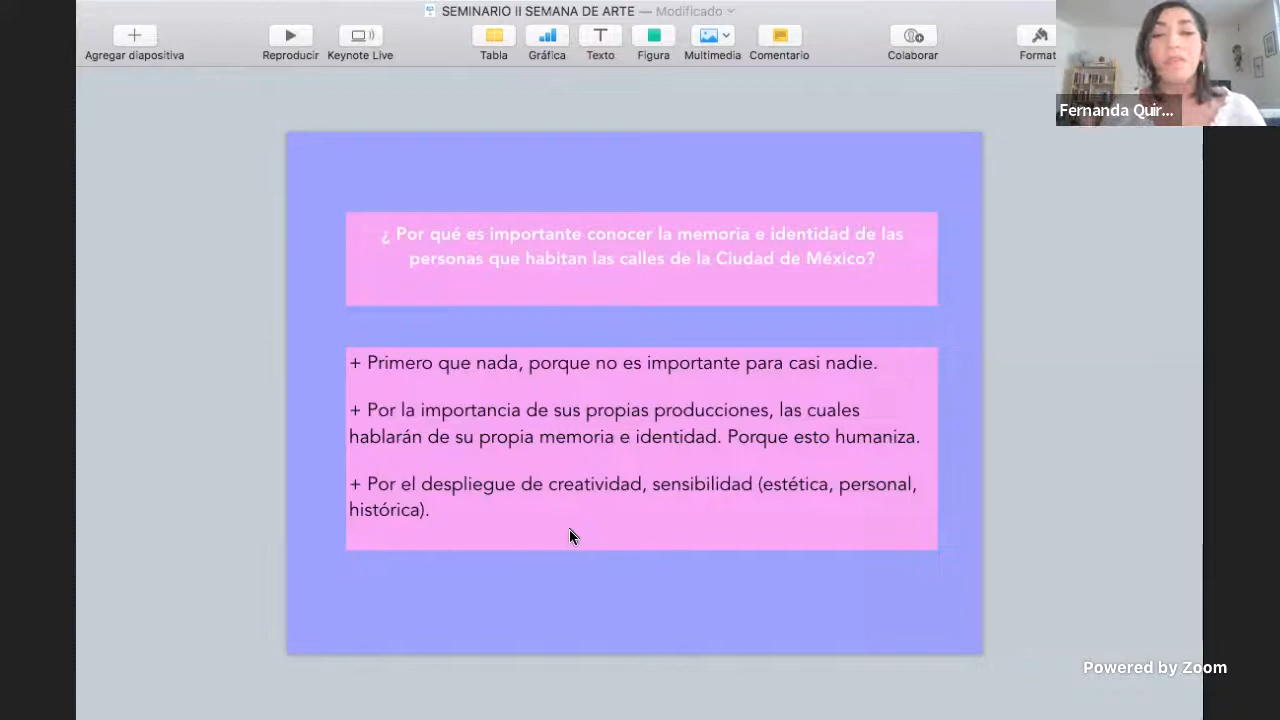 SEMINARIO II SEMANA DE ARTE — Modificado
Agregar diapositiva
Reproducir
Keynote Live
Tabla
Gráfica
Texto
Figura
Multimedia
Comentario
Colaborar
Format
Fernanda Quir...
¿ Por qué es importante conocer la memoria e identidad de las
personas que habitan las calles de la Ciudad de México?
+ Primero que nada, porque no es importante para casi nadie.
+ Por la importancia de sus propias producciones, las cuales
hablarán de su propia memoria e identidad. Porque esto humaniza.
+ Por el despliegue de creatividad, sensibilidad (estética, personal,
histórica).
Powered by Zoom